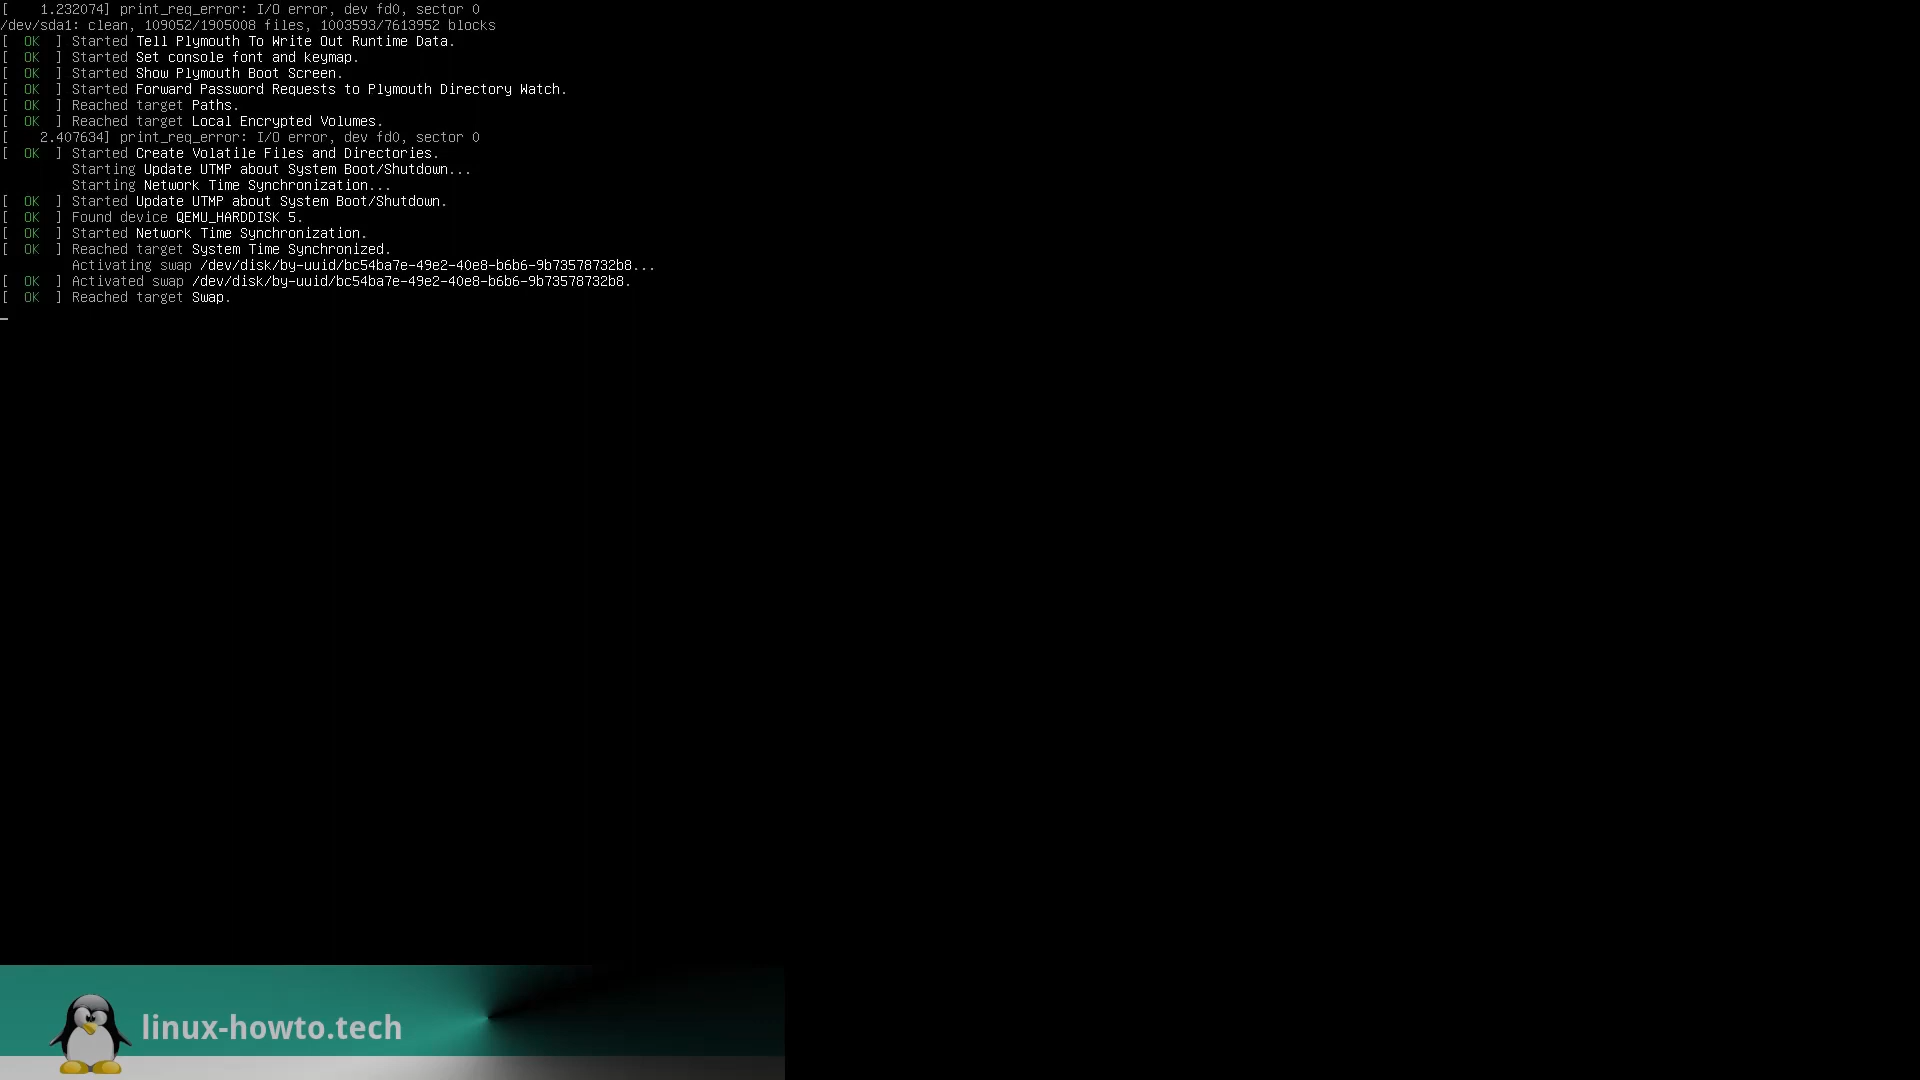 [    1.232074] print_req_error: I/O error, dev fd0, sector 0
/dev/sda1: clean, 109052/1905008 files, 1003593/7613952 blocks
[  OK  ] Started Tell Plymouth To Write Out Runtime Data.
[  OK  ] Started Set console font and keymap.
[  OK  ] Started Show Plymouth Boot Screen.
[  OK  ] Started Forward Password Requests to Plymouth Directory Watch.
[  OK  ] Reached target Paths.
[  OK  ] Reached target Local Encrypted Volumes.
[    2.407634] print_req_error: I/O error, dev fd0, sector 0
[  OK  ] Started Create Volatile Files and Directories.
         Starting Update UTMP about System Boot/Shutdown...
         Starting Network Time Synchronization...
[  OK  ] Started Update UTMP about System Boot/Shutdown.
[  OK  ] Found device QEMU_HARDDISK 5.
[  OK  ] Started Network Time Synchronization.
[  OK  ] Reached target System Time Synchronized.
         Activating swap /dev/disk/by-uuid/bc54ba7e-49e2-40e8-b6b6-9b73578732b8...
[  OK  ] Activated swap /dev/disk/by-uuid/bc54ba7e-49e2-40e8-b6b6-9b73578732b8.
[  OK  ] Reached target Swap.
linux-howto.tech